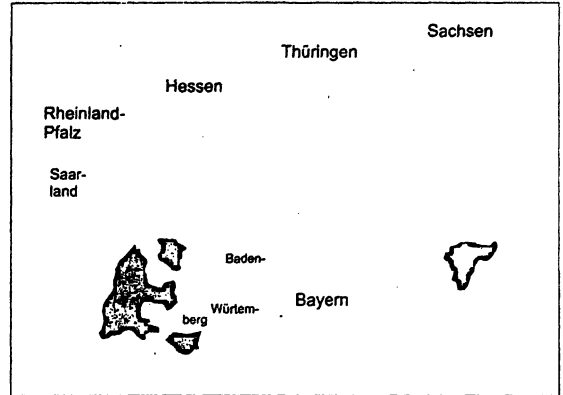 Sachsen
Thüringen
Hessen
Rheinland-
Pfalz
Saar-
land
Baden-
Würtem-
berg
Bayern